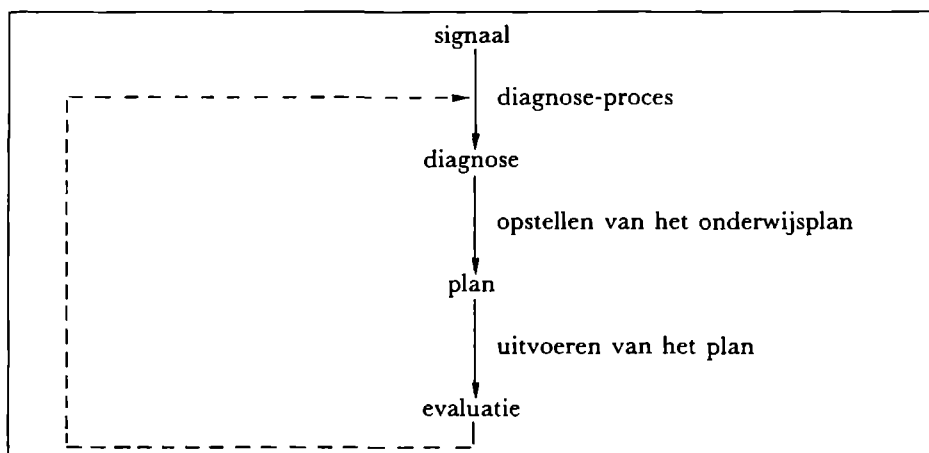 signaal
diagnose-proces
diagnose
opstellen van het onderwijsplan
plan
uitvoeren van het plan
evaluatie